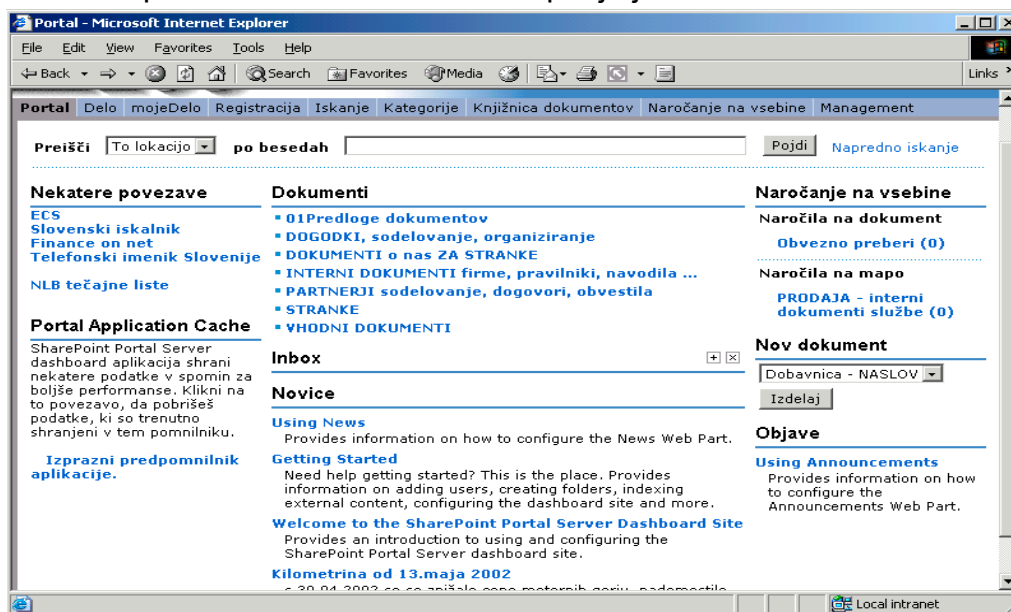 Portal - Microsoft Internet Explorer
File Edit View Favorites Tools Help
Back Search Favorites Media Links
Portal Delo mojeDelo Registracija Iskanje Kategorije Knjižnica dokumentov Naročanje na vsebine Management
Preišči To lokacijo po besedah Pojdi Napredno iskanje
Nekatere povezave
ECS
Slovenski iskalnik
Finance on net
Telefonski imenik Slovenije
NLB tečajne liste
Portal Application Cache
SharePoint Portal Server
dashboard aplikacija shrani
nekatere podatke v spomin za
boljše performanse. Klikni na
to povezavo, da pobrišeš
podatke, ki so trenutno
shranjeni v tem pomnilniku.
Izprazni predpomnilnik
aplikacije.
Dokumenti
01Predloge dokumentov
DOGODKI, sodelovanje, organiziranje
DOKUMENTI o nas ZA STRANKE
INTERNI DOKUMENTI firme, pravilniki, navodila ...
PARTNERJI sodelovanje, dogovori, obvestila
STRANKE
VHODNI DOKUMENTI
Inbox
Novice
Using News
Provides information on how to configure the News Web Part.
Getting Started
Need help getting started? This is the place. Provides
information on adding users, creating folders, indexing
external content, configuring the dashboard site and more.
Welcome to the SharePoint Portal Server Dashboard Site
Provides an introduction to using and configuring the
SharePoint Portal Server dashboard site.
Kilometrina od 13.maja 2002
Naročanje na vsebine
Naročila na dokument
Obvezno preberi (0)
Naročila na mapo
PRODAJA - interni
dokumenti službe (0)
Nov dokument
Dobavnica - NASLOV
Izdelaj
Objave
Using Announcements
Provides information on how
to configure the
Announcements Web Part.
Local intranet